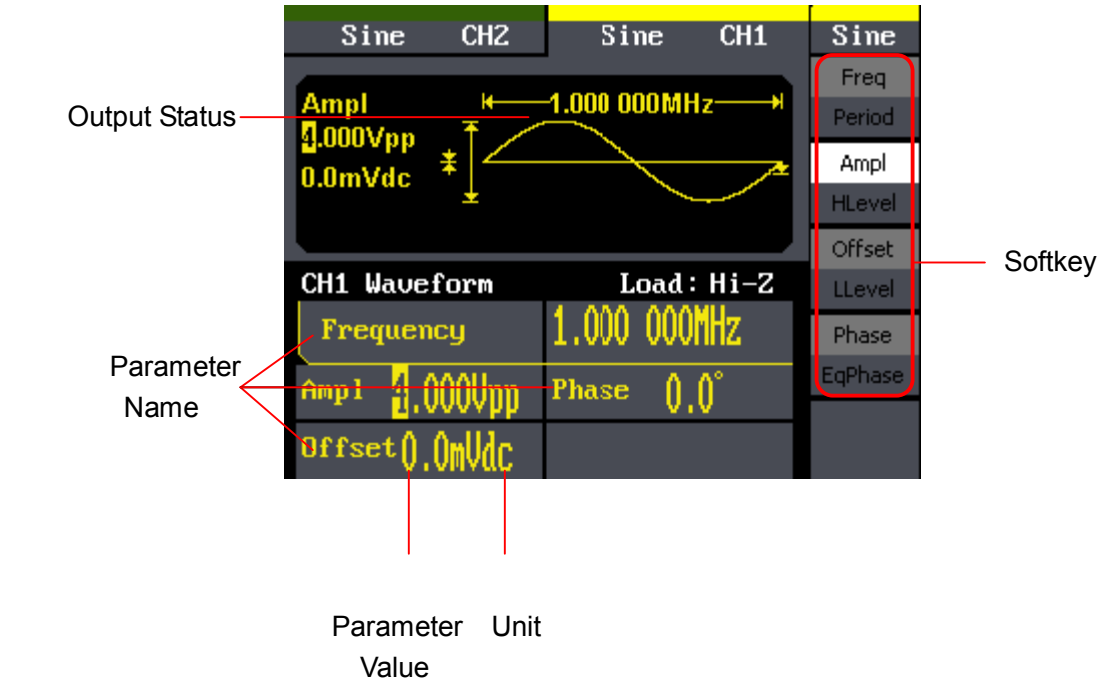 Sine CH2 Sine CH1 Sine
Output Status
Ampl
4.000Vpp
0.0mVdc
1.000 000MHz
Freq
Period
Ampl
HLevel
Offset
LLevel
Phase
EqPhase
Softkey
CH1 Waveform Load: Hi-Z
Frequency 1.000 000MHz
Ampl 4.000Vpp Phase 0.0°
Offset 0.0mVdc
Parameter
Name
Parameter Unit
Value